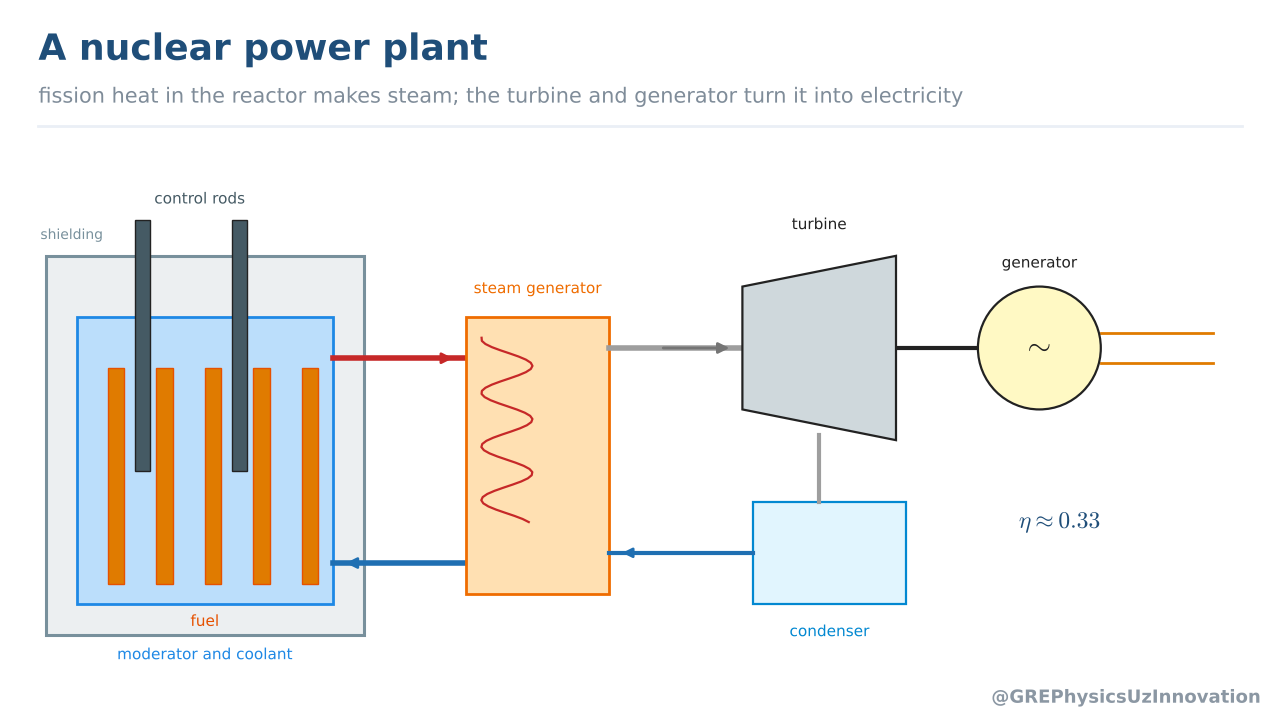 A nuclear power plant
fission heat in the reactor makes steam; the turbine and generator turn it into electricity
control rods
shielding
turbine
generator
steam generator
~
η ≈ 0.33
fuel
condenser
moderator and coolant
@GREPhysicsUzInnovation